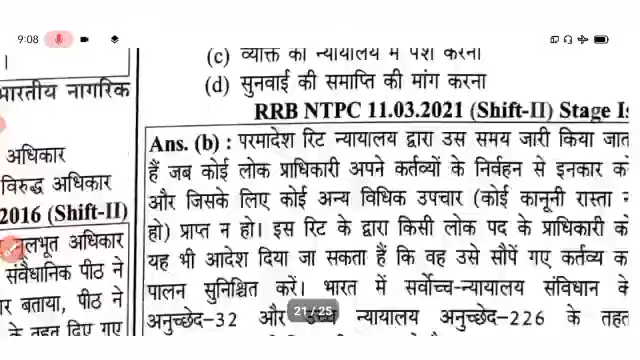 9:08
(c) व्यक्ति को न्यायालय में पेश करना
(d) सुनवाई की समाप्ति की मांग करना
RRB NTPC 11.03.2021 (Shift-II) Stage
Ans. (b) : परमादेश रिट न्यायालय द्वारा उस समय जारी किया
हैं जब कोई लोक प्राधिकारी अपने कर्तव्यों के निर्वहन से इनकार
और जिसके लिए कोई अन्य विधिक उपचार (कोई कानूनी रास्ता
हो) प्राप्त न हो। इस रिट के द्वारा किसी लोक पद के प्राधिकारी
यह भी आदेश दिया जा सकता हैं कि वह उसे सौपें गए कर्तव्य
पालन सुनिश्चित करें। भारत में सर्वोच्च-न्यायालय संविधान के
अनुच्छेद-32 और उच्च न्यायालय अनुच्छेद-226 के तहत
21 / 25
भारतीय नागरिक
अधिकार
विरुद्ध अधिकार
2016 (Shift-II)
अधिकार
संवैधानिक पीठ ने
बताया, पीठ ने
के तहत दिए गए